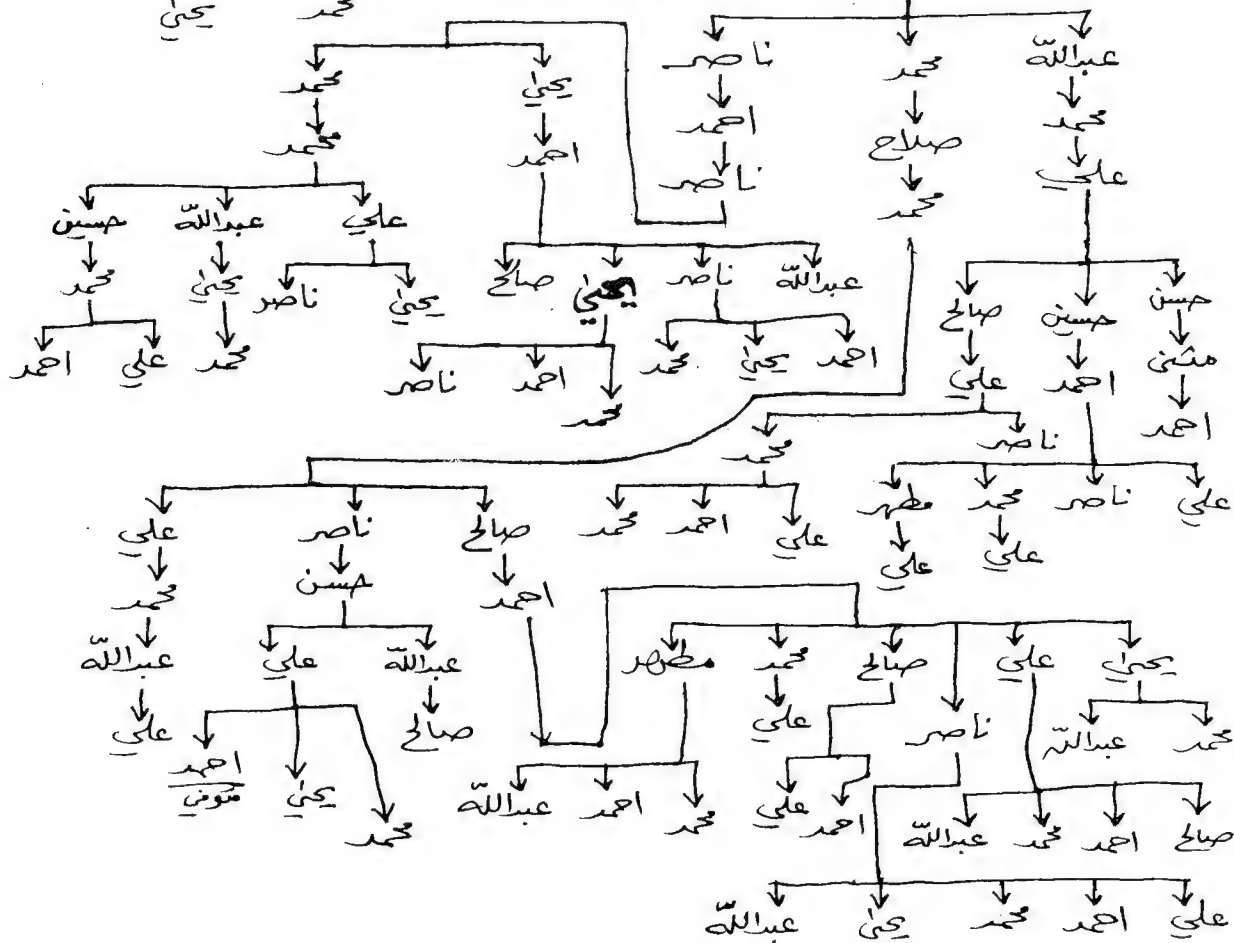 محمد يحيى
عبدالله محمد ناصر
يحيى محمد
محمد احمد
محمد
صلاح احمد
علي ناصر
محمد
علي عبدالله حسين
عبدالله ناصر يحيى صالح
يحيى ناصر يحيى محمد
حسن حسين صالح
مثنى احمد علي
احمد يحيى محمد
محمد احمد ناصر
محمد علي احمد
احمد
ناصر محمد
علي ناصر محمد مطهر
علي احمد محمد
صالح ناصر علي
علي علي
احمد حسن محمد
يحيى علي صالح محمد مطهر
عبدالله علي عبدالله
محمد عبدالله ناصر علي
صالح علي
احمد
متوفي
يحيى محمد
احمد علي
محمد احمد عبدالله
صالح احمد محمد عبدالله
علي احمد محمد يحيى عبدالله